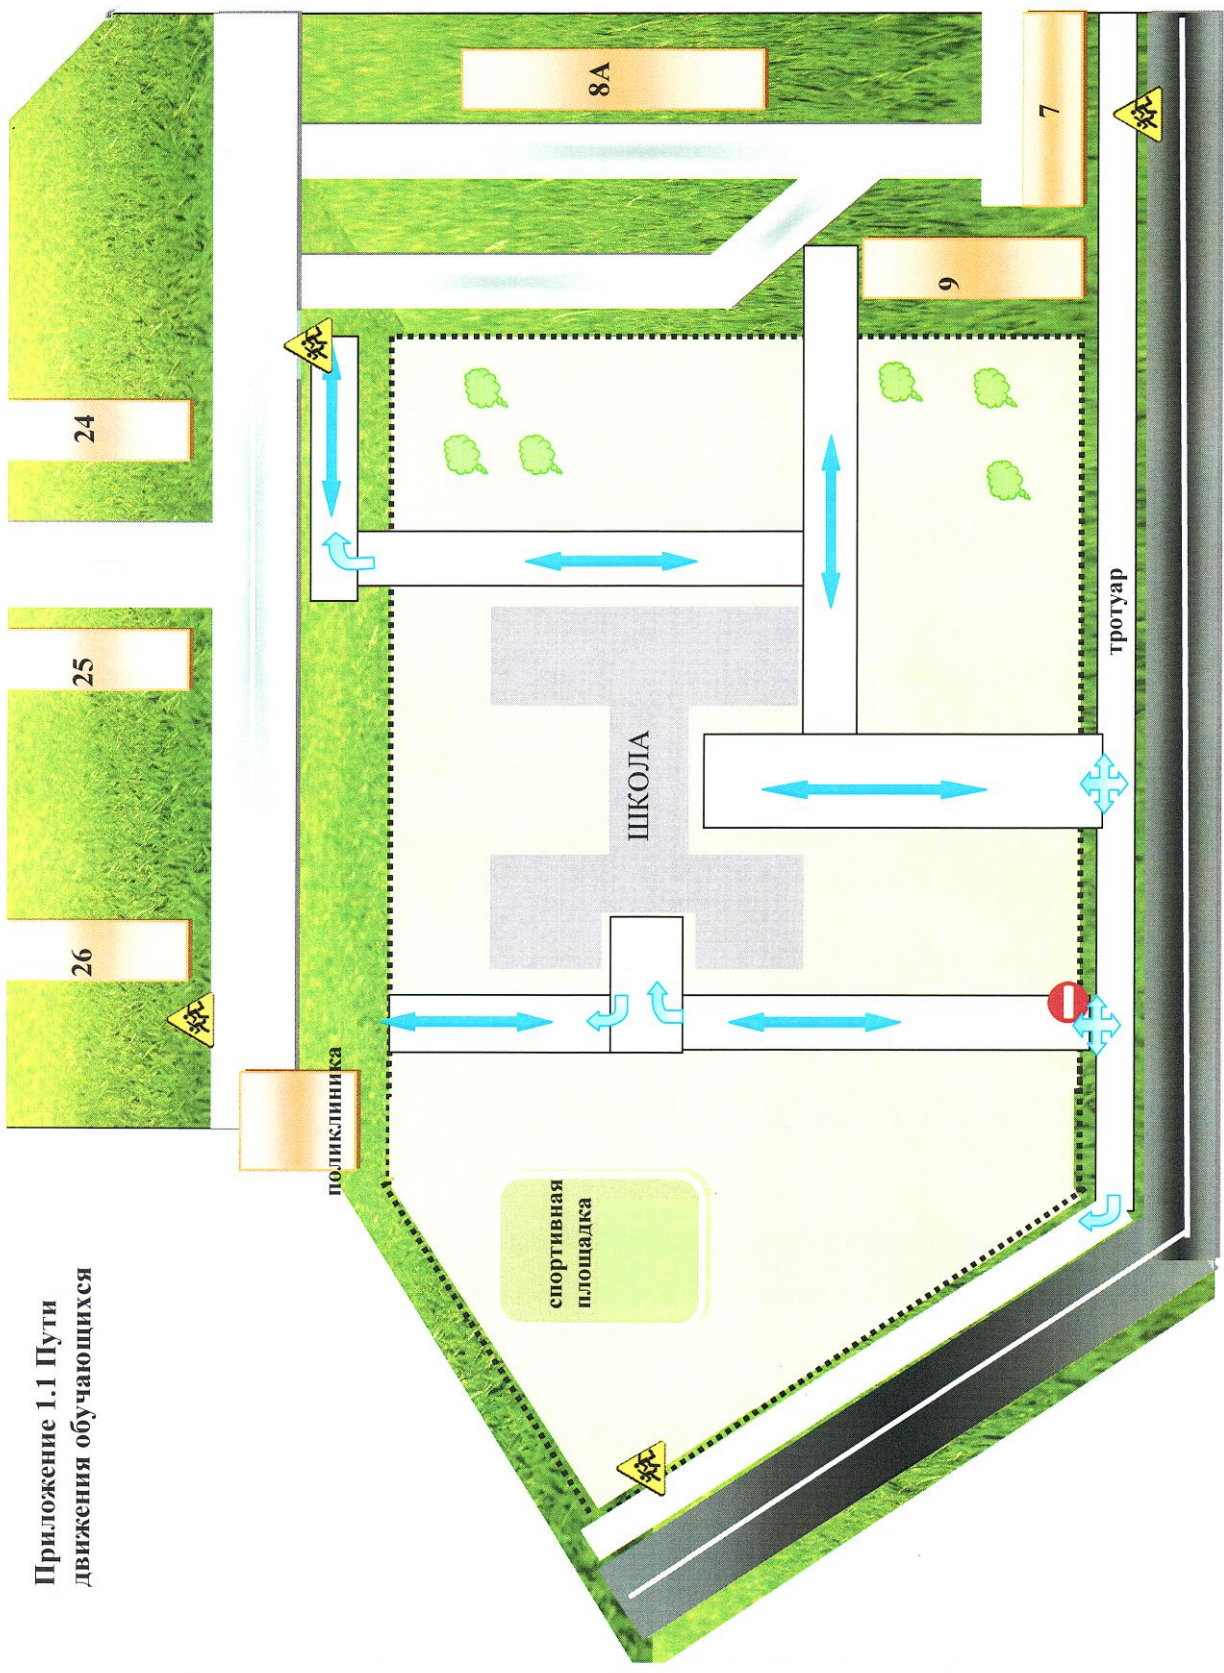 Приложение 1.1 Пути
движения обучающихся
26
25
24
поликлиника
8А
спортивная
площадка
ШКОЛА
9
7
тротуар